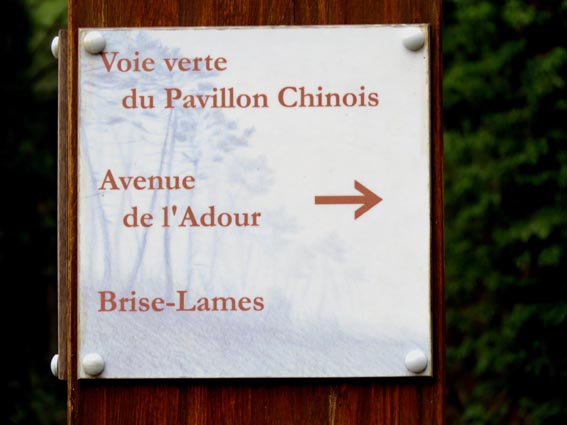 Voie verte
du Pavillon Chinois
Avenue
de l'Adour
Brise-Lames